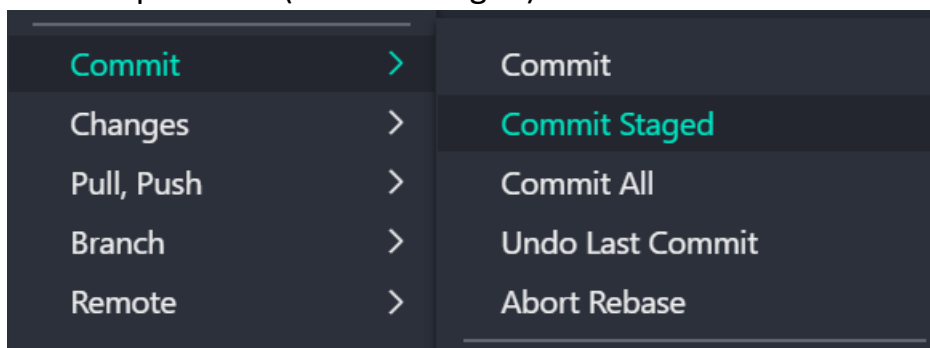 Commit
Changes
Pull, Push
Branch
Remote
Commit
Commit Staged
Commit All
Undo Last Commit
Abort Rebase